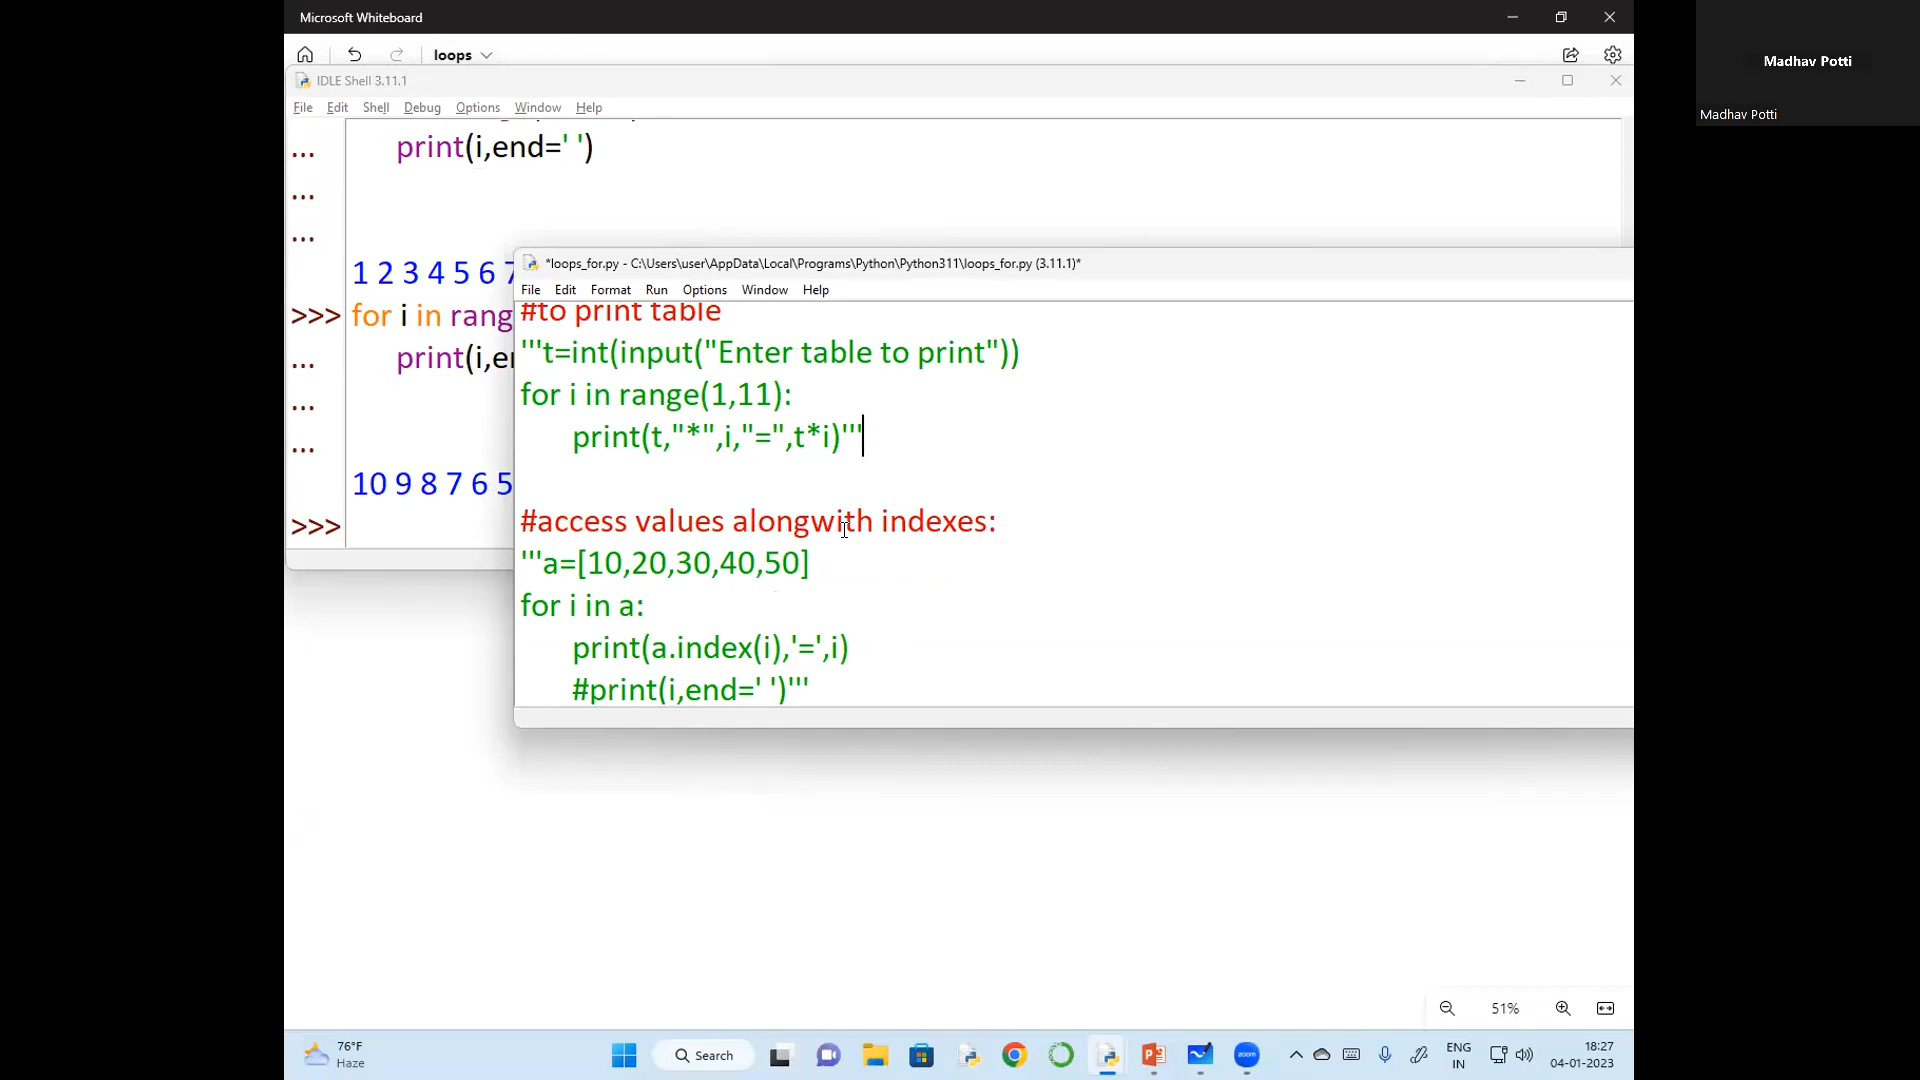 Microsoft Whiteboard
loops
Madhav Potti
Madhav Potti
IDLE Shell 3.11.1
File Edit Shell Debug Options Window Help
... print(i,end=' ')
...
...
1 2 3 4 5 6 7
>>> for i in rang
... print(i,en
...
...
10 9 8 7 6 5
>>>
*loops_for.py - C:\Users\user\AppData\Local\Programs\Python\Python311\loops_for.py (3.11.1)*
File Edit Format Run Options Window Help
#to print table
'''t=int(input("Enter table to print"))
for i in range(1,11):
print(t,"*",i,"=",t*i)'''
#access values alongwith indexes:
'''a=[10,20,30,40,50]
for i in a:
print(a.index(i),'=',i)
#print(i,end=' ')'''
51%
76°F
Haze
Search
zoom
ENG
IN
18:27
04-01-2023